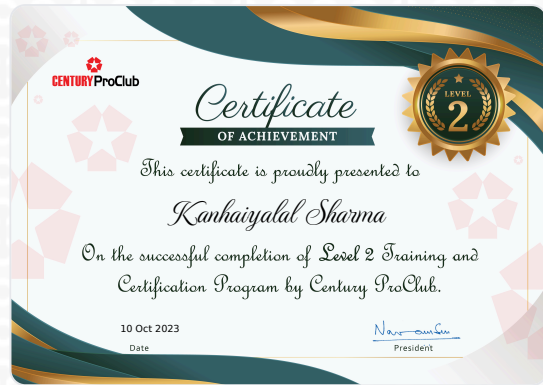 CENTURY ProClub
Certificate
OF ACHIEVEMENT
LEVEL
2
This certificate is proudly presented to
Kanhaiyalal Sharma
On the successful completion of Level 2 Training and
Certification Program by Century ProClub.
10 Oct 2023
Date
President